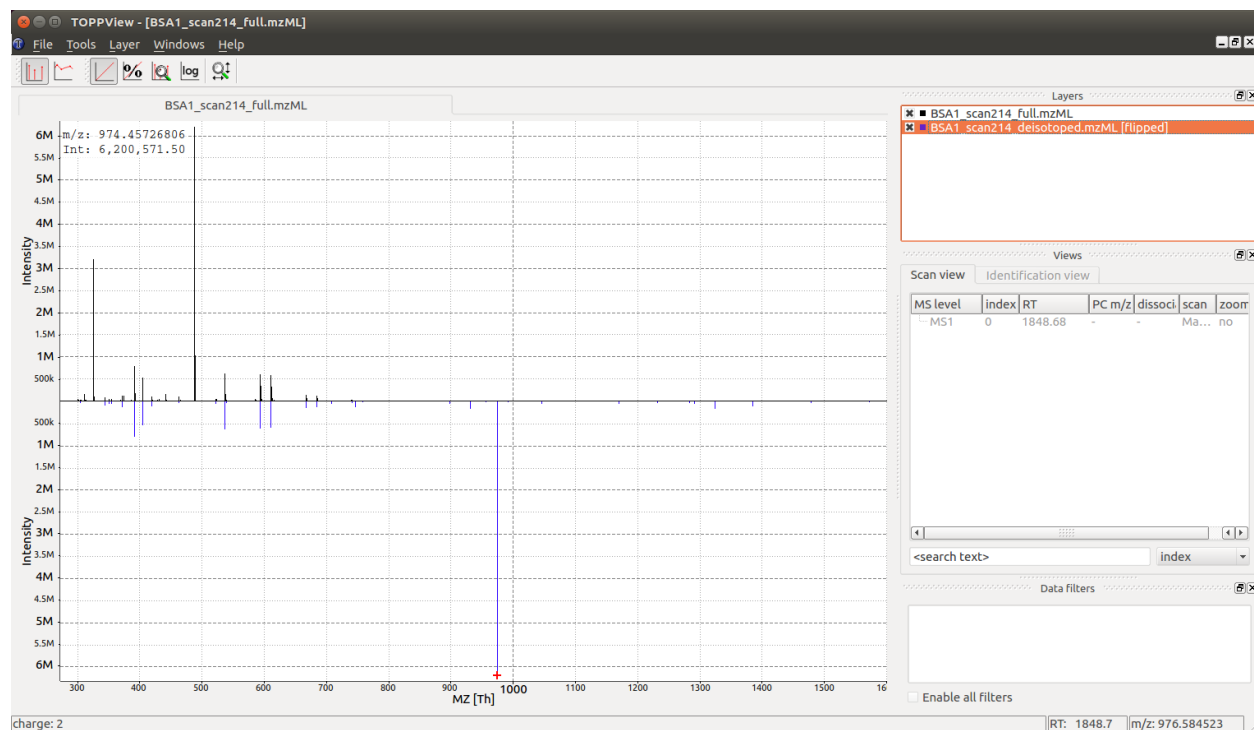 TOPPView - [BSA1_scan214_full.mzML]
File Tools Layer Windows Help
% log
BSA1_scan214_full.mzML
m/z: 974.45726806
Int: 6,200,571.50
6M
5.5M
5M
4.5M
4M
3.5M
3M
2.5M
2M
1.5M
1M
500k
Intensity
500k
1M
1.5M
2M
2.5M
3M
3.5M
4M
4.5M
5M
5.5M
6M
Intensity
300 400 500 600 700 800 900 1000 1100 1200 1300 1400 1500 16
MZ [Th]
Layers
BSA1_scan214_full.mzML
BSA1_scan214_deisotoped.mzML [flipped]
Views
Scan view Identification view
MS level index RT PC m/z dissoci scan zoom
MS1 0 1848.68 - - Ma... no
<search text> index
Data filters
Enable all filters
charge: 2 RT: 1848.7 m/z: 976.584523